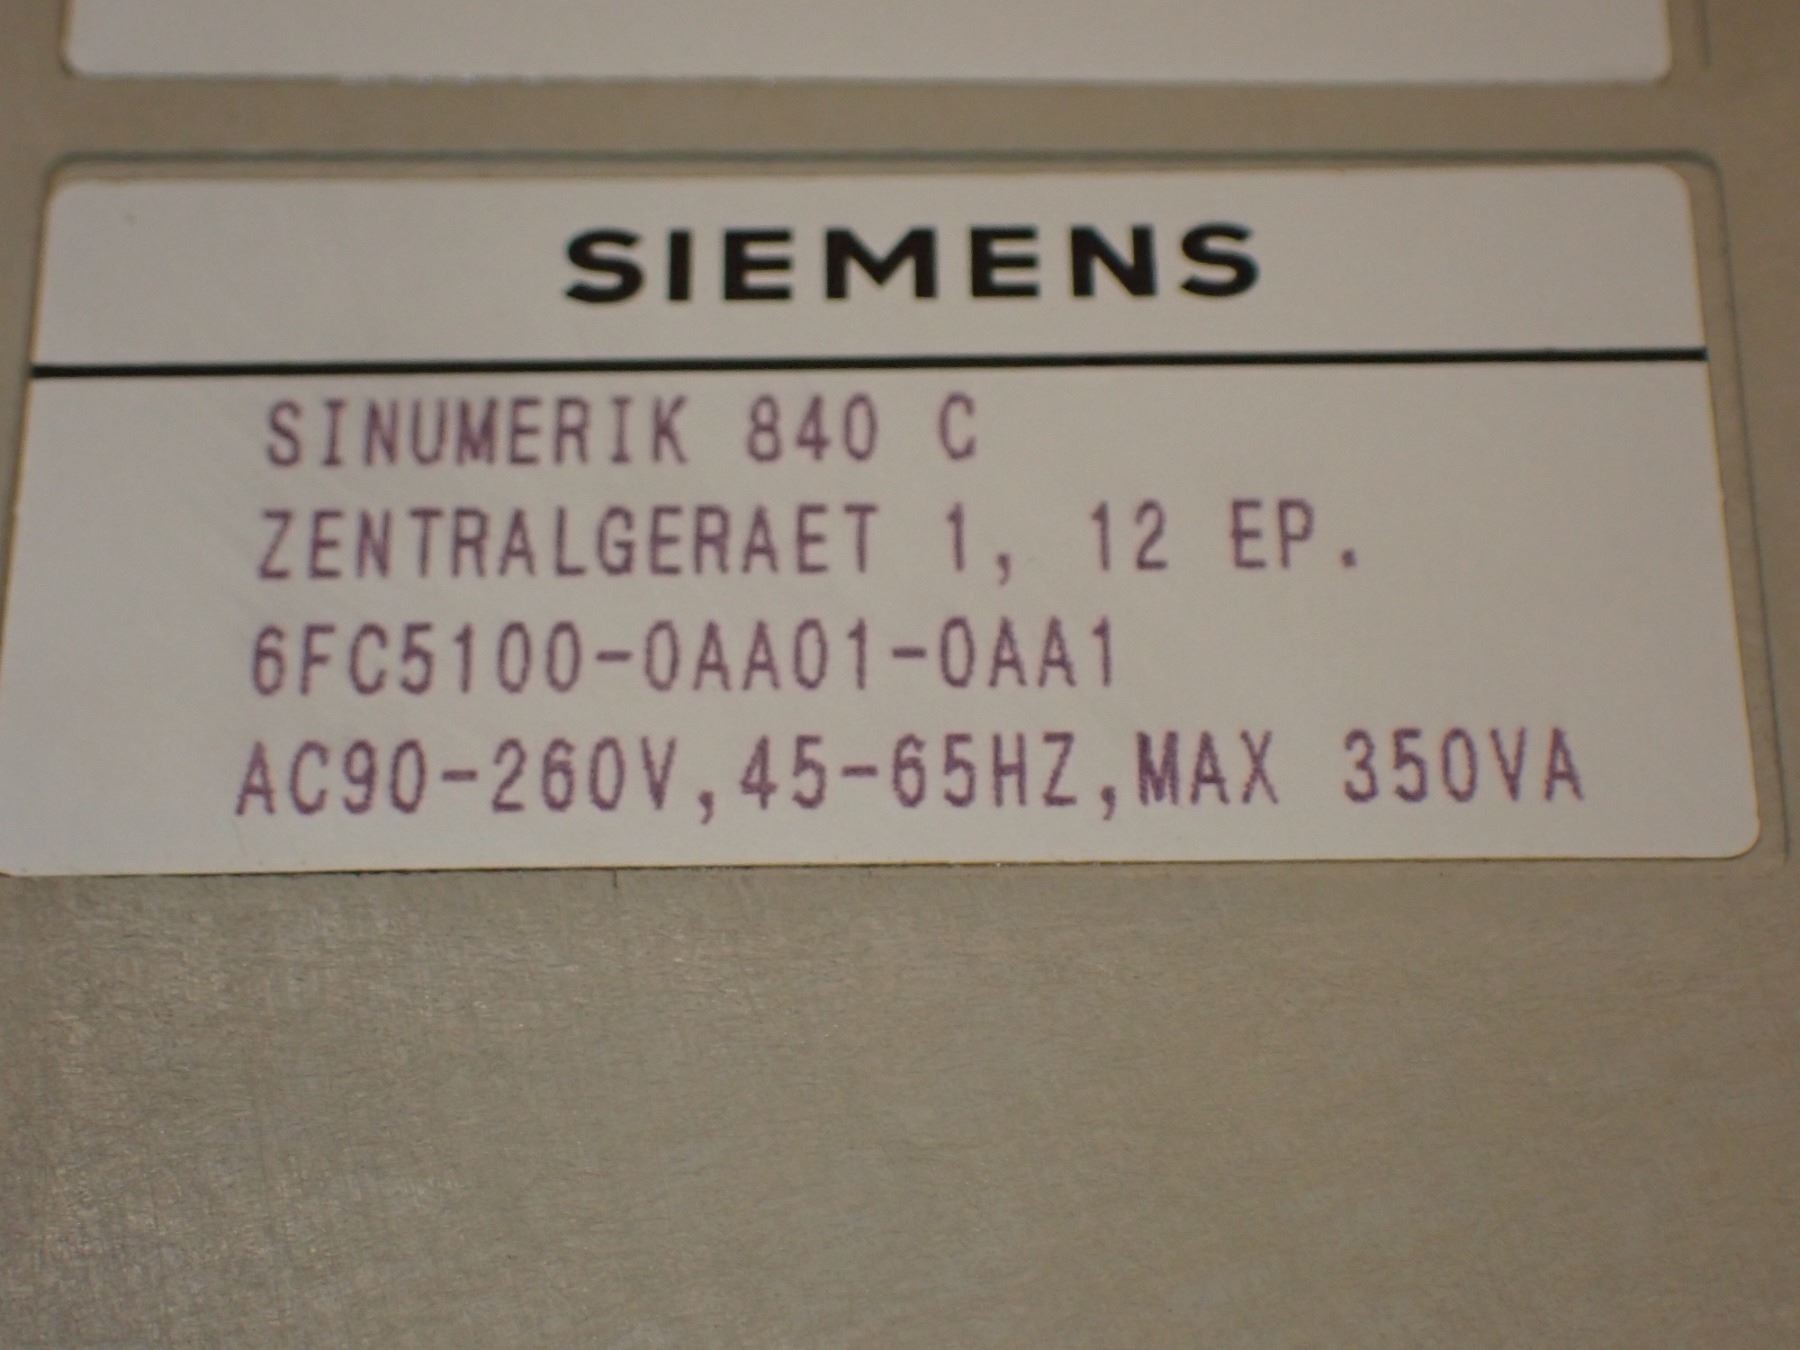 SIEMENS
SINUMERIK 840 C
ZENTRALGERAET 1, 12 EP.
6FC5100-0AA01-0AA1
AC90-260V,45-65HZ,MAX 350VA